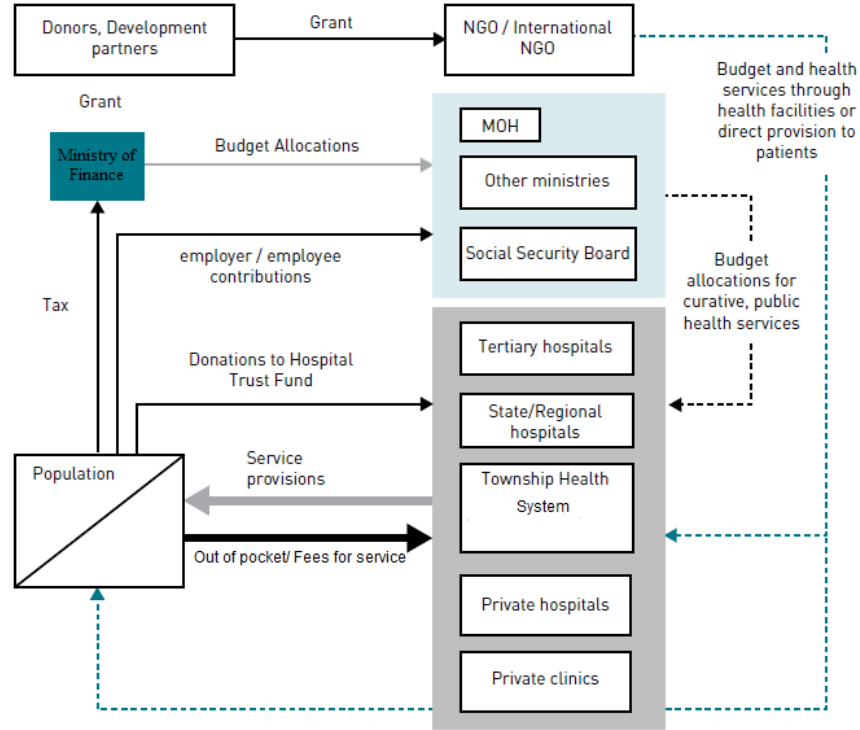 Donors, Development
partners
Grant
NGO / International
NGO
Budget and health
services through
health facilities or
direct provision to
patients
Grant
Ministry of
Finance
Budget Allocations
MOH
Other ministries
Social Security Board
employer / employee
contributions
Budget
allocations for
curative, public
health services
Tax
Donations to Hospital
Trust Fund
Tertiary hospitals
State/Regional
hospitals
Population
Service
provisions
Township Health
System
Out of pocket/ Fees for service
Private hospitals
Private clinics